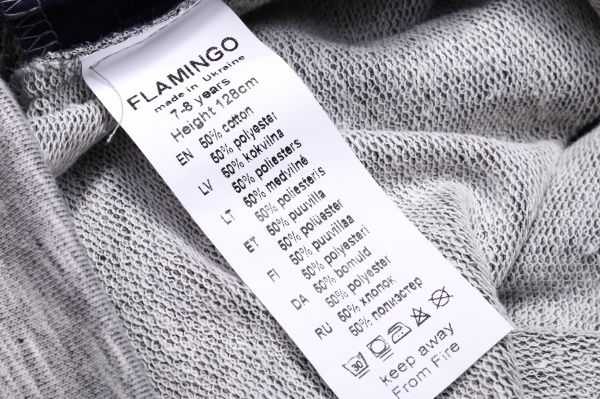 FLAMINGO
made in Ukraine
7-8 years
Height 128cm
EN 50% cotton
50% polyester
LV 50% kokvilna
50% poliesters
LT 50% medvilnė
50% poliesteris
ET 50% puuvilla
50% polüester
FI 50% puuvillaa
50% polyesteri
DA 50% bomuld
50% polyester
RU 50% хлопок
50% полиэстер
30
keep away
From Fire